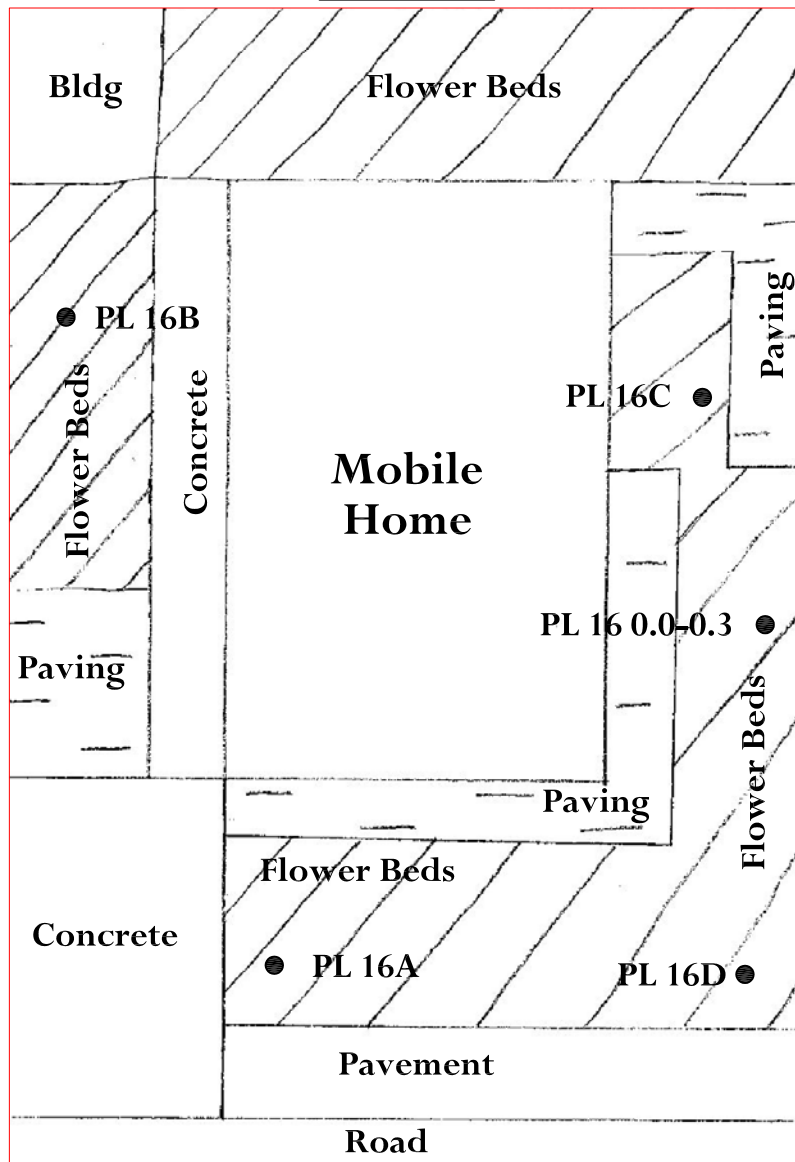 Bldg
Flower Beds
PL 16B
Flower Beds
Concrete
Mobile
Home
PL 16C
Paving
PL 16 0.0-0.3
Flower Beds
Paving
Paving
Flower Beds
Concrete
PL 16A
PL 16D
Pavement
Road